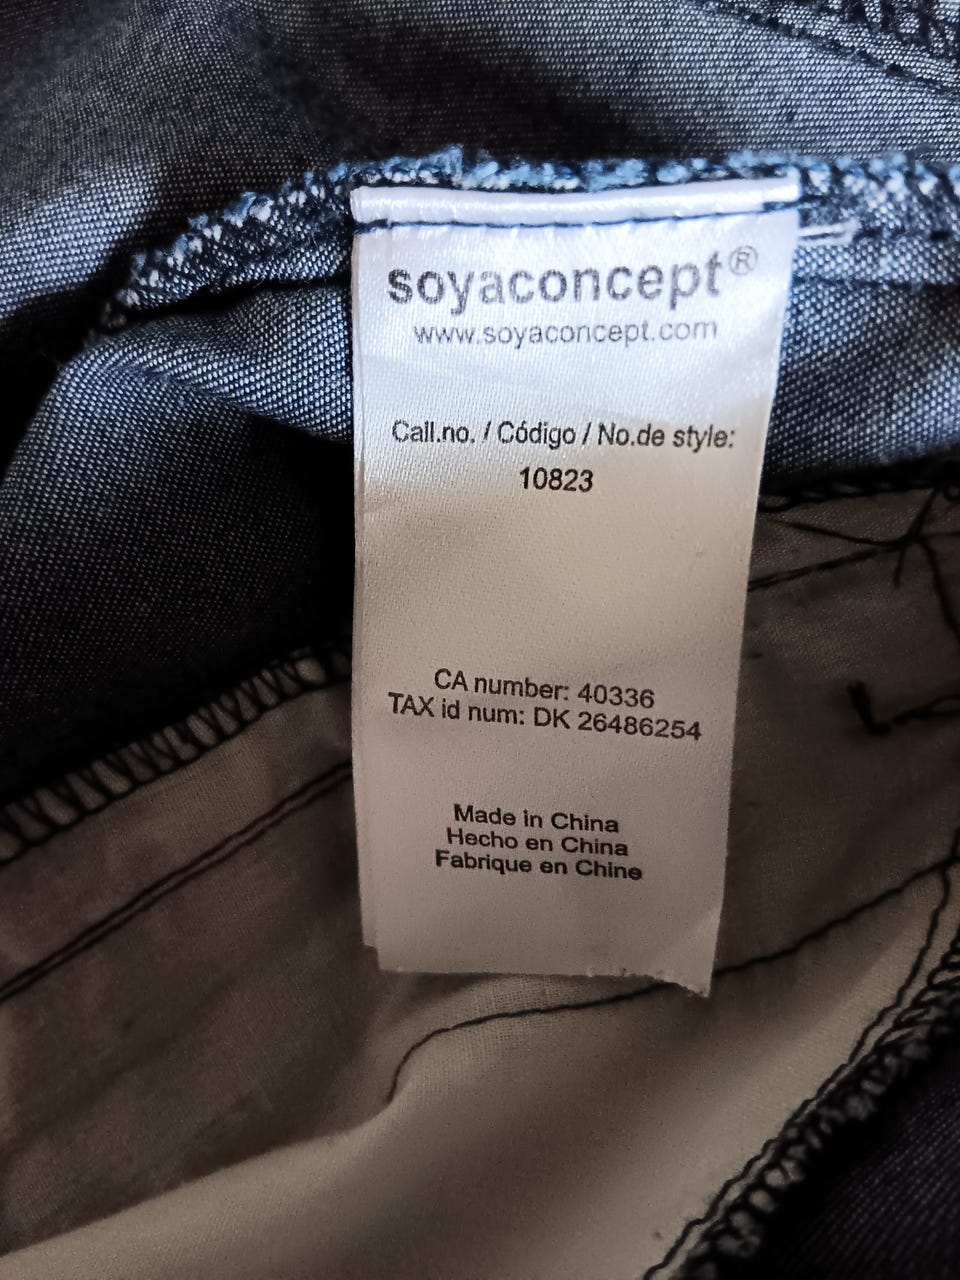 soyaconcept®
www.soyaconcept.com
Call.no. / Código / No.de style:
10823
CA number: 40336
TAX id num: DK 26486254
Made in China
Hecho en China
Fabrique en Chine